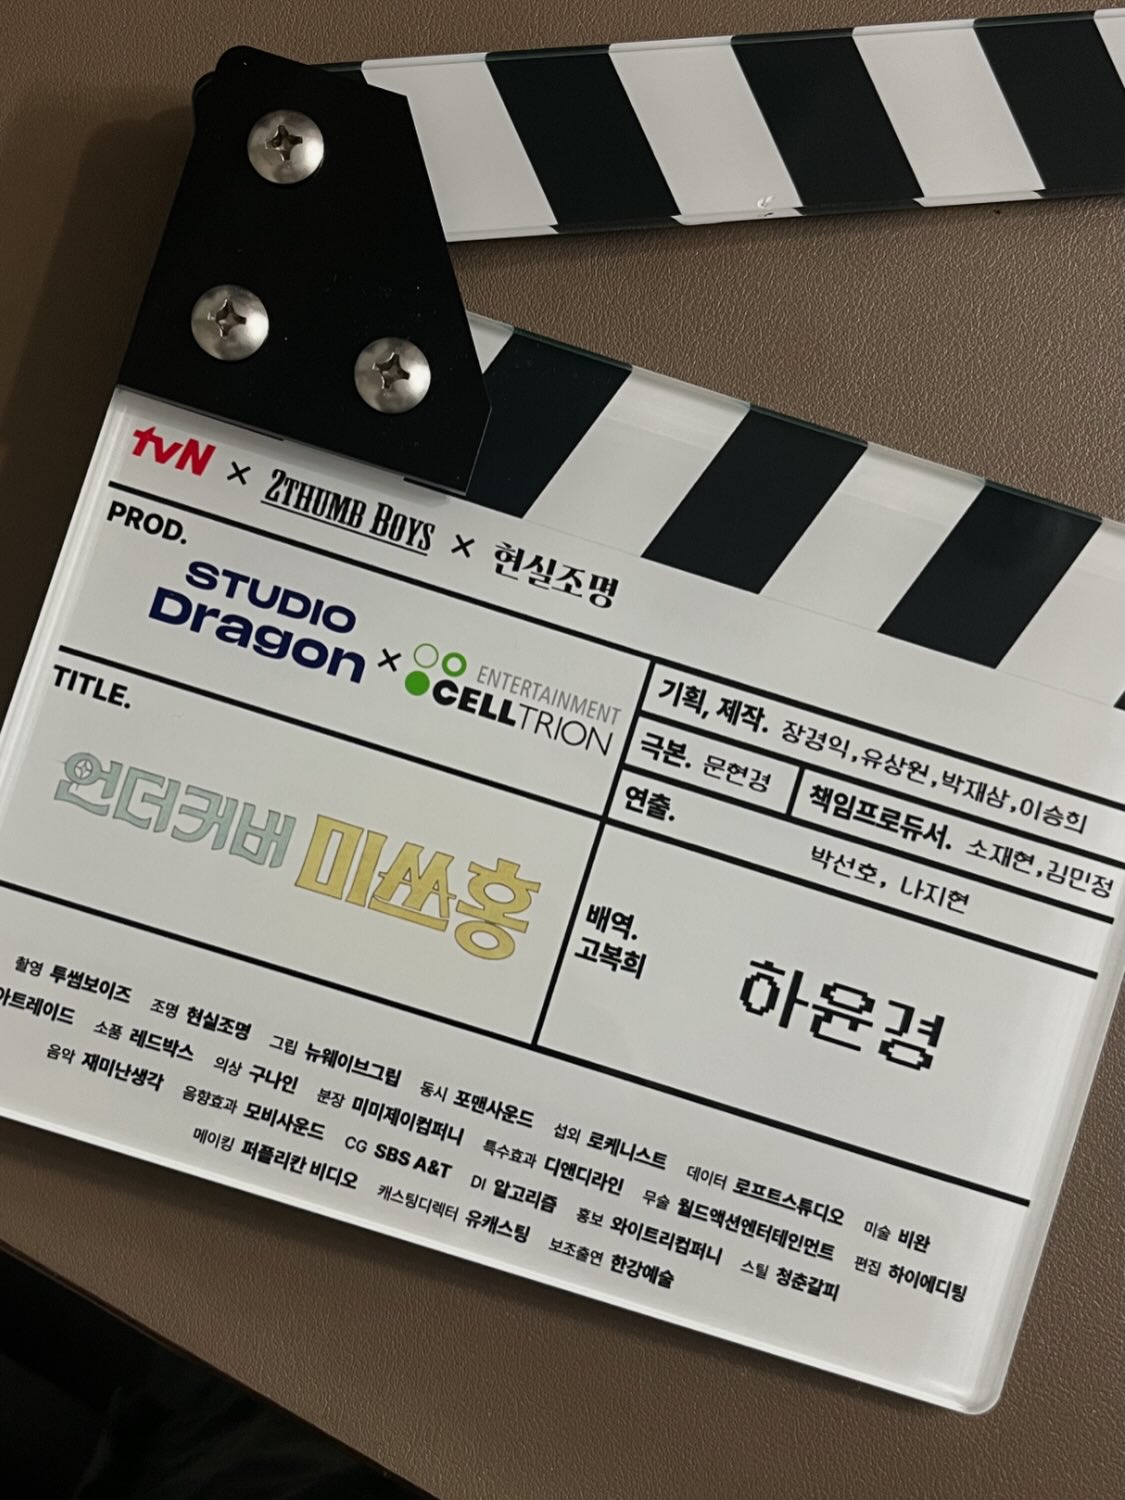 tvN × 2THUMB BOYS × 현실조명
PROD.
STUDIO Dragon × CELLTRION ENTERTAINMENT
TITLE.
언더커버 미쓰홍
기획, 제작. 장경익,유상원,박재삼,이승희
극본. 문현경
책임프로듀서. 소재현,김민정
연출.
박선호, 나지현
배역.
고복희
하윤경
촬영 투썸보이즈 조명 현실조명 그립 뉴웨이브그립 동시 포맨사운드 섭외 로케니스트 데이터 로프트스튜디오 미술 비완
아트레이드 소품 레드박스 의상 구나인 분장 미미제이컴퍼니 특수효과 디앤디라인 무술 월드액션엔터테인먼트 편집 하이에디팅
음악 재미난생각 음향효과 모비사운드 CG SBS A&T DI 알고리즘 홍보 와이트리컴퍼니 스틸 청춘갈피
메이킹 퍼플리칸 비디오 캐스팅디렉터 유캐스팅 보조출연 한강예술